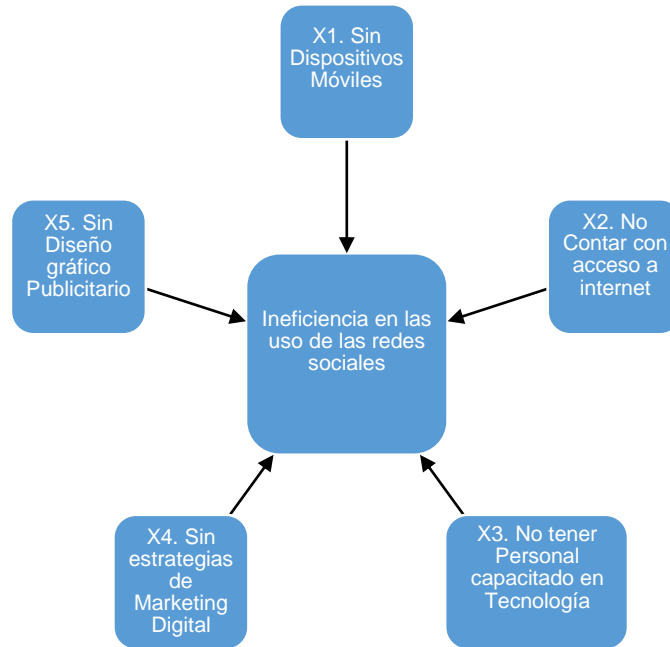 X1. Sin
Dispositivos
Móviles
X5. Sin
Diseño
gráfico
Publicitario
X2. No
Contar con
acceso a
internet
Ineficiencia en las
uso de las redes
sociales
X4. Sin
estrategias
de
Marketing
Digital
X3. No tener
Personal
capacitado en
Tecnología